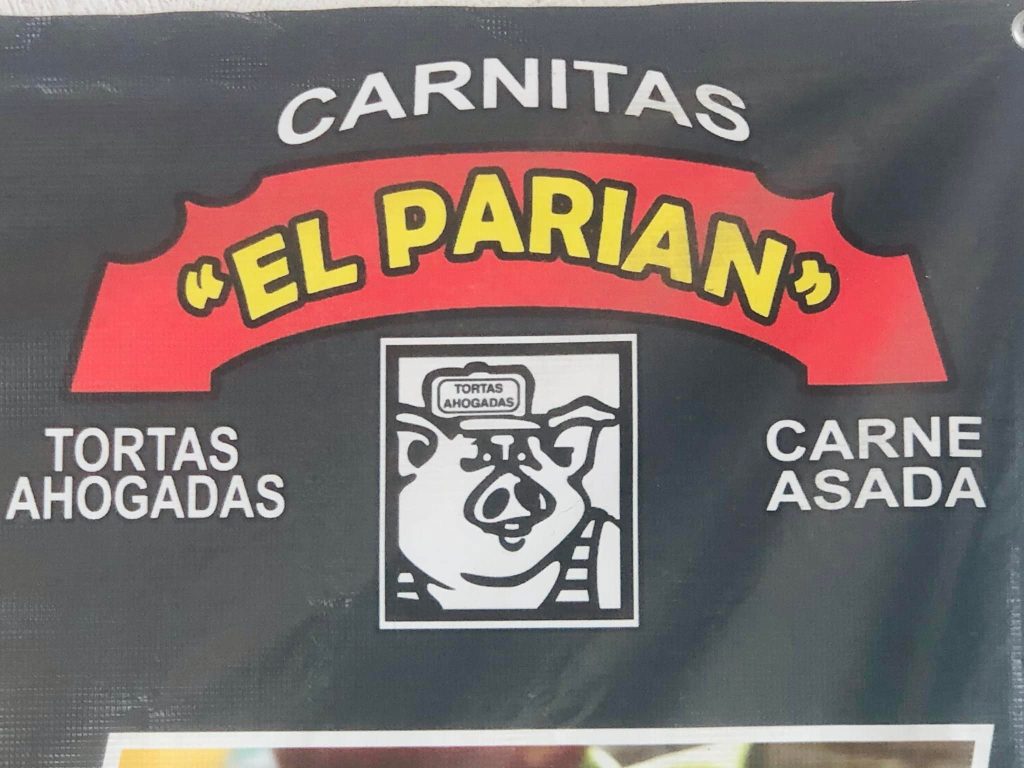 CARNITAS
“EL PARIAN”
TORTAS
AHOGADAS
TORTAS
AHOGADAS
CARNE
ASADA